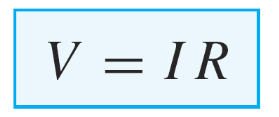 V = I R